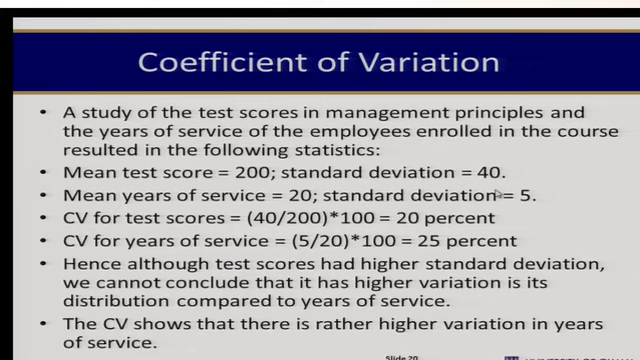 Coefficient of Variation
• A study of the test scores in management principles and
the years of service of the employees enrolled in the course
resulted in the following statistics:
• Mean test score = 200; standard deviation = 40.
• Mean years of service = 20; standard deviation = 5.
• CV for test scores = (40/200)*100 = 20 percent
• CV for years of service = (5/20)*100 = 25 percent
• Hence although test scores had higher standard deviation,
we cannot conclude that it has higher variation is its
distribution compared to years of service.
• The CV shows that there is rather higher variation in years
of service.
Slide 20
UNIVERSITY OF